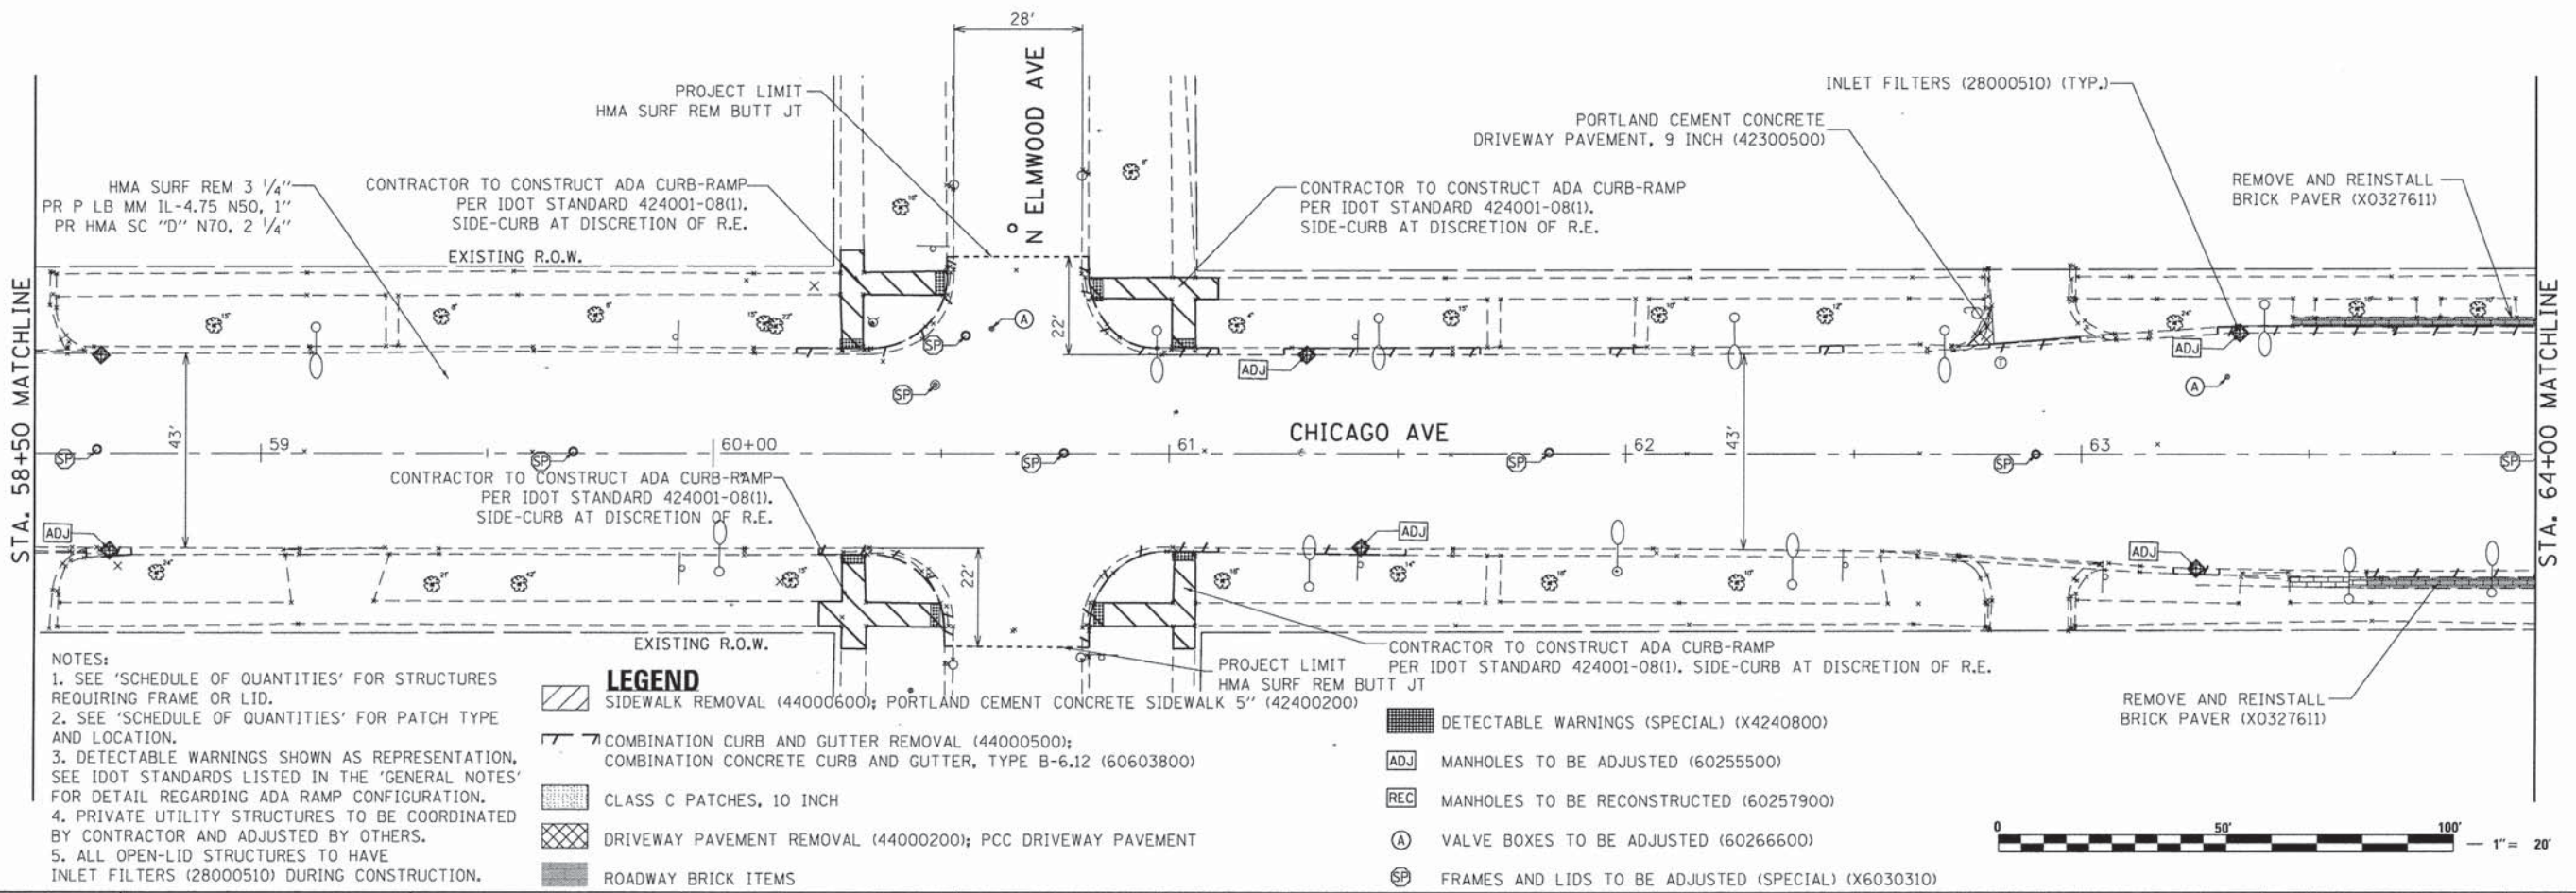 28'
N ELMWOOD AVE
PROJECT LIMIT
HMA SURF REM BUTT JT
INLET FILTERS (28000510) (TYP.)
PORTLAND CEMENT CONCRETE
DRIVEWAY PAVEMENT, 9 INCH (42300500)
HMA SURF REM 3 1/4"
PR P LB MM IL-4.75 N50, 1"
PR HMA SC "D" N70, 2 1/4"
CONTRACTOR TO CONSTRUCT ADA CURB-RAMP
PER IDOT STANDARD 424001-08(1).
SIDE-CURB AT DISCRETION OF R.E.
CONTRACTOR TO CONSTRUCT ADA CURB-RAMP
PER IDOT STANDARD 424001-08(1).
SIDE-CURB AT DISCRETION OF R.E.
REMOVE AND REINSTALL
BRICK PAVER (X0327611)
EXISTING R.O.W.
STA. 58+50 MATCHLINE
STA. 64+00 MATCHLINE
22'
A
SP
SP
ADJ
ADJ
A
T
43'
43'
CHICAGO AVE
59
60+00
61
62
63
SP
SP
SP
SP
SP
SP
CONTRACTOR TO CONSTRUCT ADA CURB-RAMP
PER IDOT STANDARD 424001-08(1).
SIDE-CURB AT DISCRETION OF R.E.
ADJ
ADJ
ADJ
22'
EXISTING R.O.W.
CONTRACTOR TO CONSTRUCT ADA CURB-RAMP
PER IDOT STANDARD 424001-08(1). SIDE-CURB AT DISCRETION OF R.E.
PROJECT LIMIT
HMA SURF REM BUTT JT
REMOVE AND REINSTALL
BRICK PAVER (X0327611)
NOTES:
1. SEE 'SCHEDULE OF QUANTITIES' FOR STRUCTURES
REQUIRING FRAME OR LID.
2. SEE 'SCHEDULE OF QUANTITIES' FOR PATCH TYPE
AND LOCATION.
3. DETECTABLE WARNINGS SHOWN AS REPRESENTATION,
SEE IDOT STANDARDS LISTED IN THE 'GENERAL NOTES'
FOR DETAIL REGARDING ADA RAMP CONFIGURATION.
4. PRIVATE UTILITY STRUCTURES TO BE COORDINATED
BY CONTRACTOR AND ADJUSTED BY OTHERS.
5. ALL OPEN-LID STRUCTURES TO HAVE
INLET FILTERS (28000510) DURING CONSTRUCTION.
LEGEND
SIDEWALK REMOVAL (44000600); PORTLAND CEMENT CONCRETE SIDEWALK 5" (42400200)
COMBINATION CURB AND GUTTER REMOVAL (44000500);
COMBINATION CONCRETE CURB AND GUTTER, TYPE B-6.12 (60603800)
CLASS C PATCHES, 10 INCH
DRIVEWAY PAVEMENT REMOVAL (44000200); PCC DRIVEWAY PAVEMENT
ROADWAY BRICK ITEMS
DETECTABLE WARNINGS (SPECIAL) (X4240800)
ADJ MANHOLES TO BE ADJUSTED (60255500)
REC MANHOLES TO BE RECONSTRUCTED (60257900)
A VALVE BOXES TO BE ADJUSTED (60266600)
SP FRAMES AND LIDS TO BE ADJUSTED (SPECIAL) (X6030310)
0 50' 100'
1"= 20'